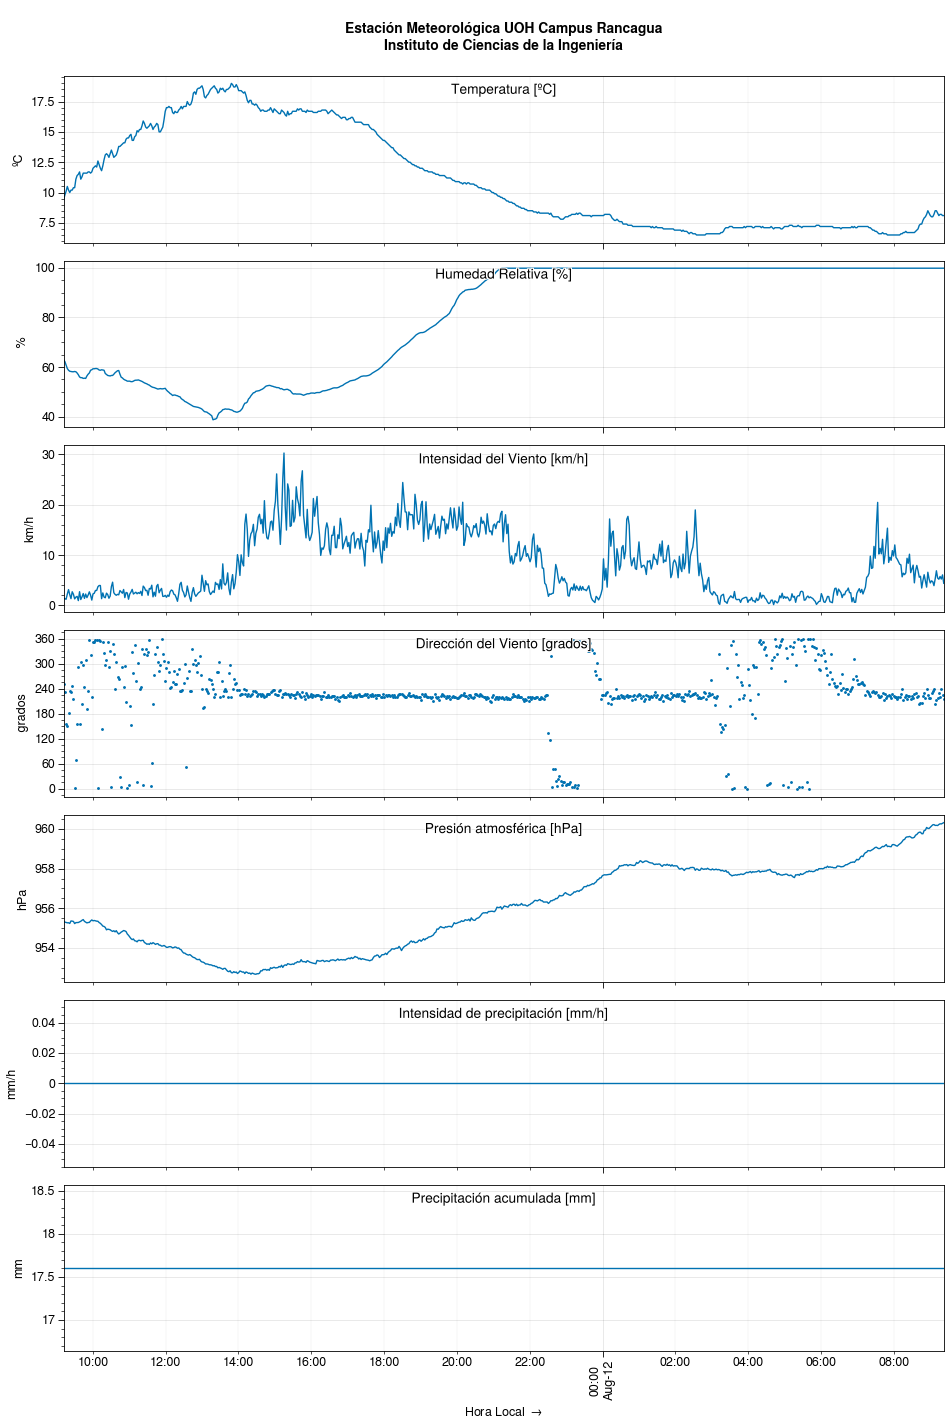 Estación Meteorológica UOH Campus Rancagua
Instituto de Ciencias de la Ingeniería
Temperatura [ºC]
ºC
17.5
15
12.5
10
7.5
Humedad Relativa [%]
%
100
80
60
40
Intensidad del Viento [km/h]
km/h
30
20
10
0
Dirección del Viento [grados]
grados
360
300
240
180
120
60
0
Presión atmosférica [hPa]
hPa
960
958
956
954
Intensidad de precipitación [mm/h]
mm/h
0.04
0.02
0
−0.02
−0.04
Precipitación acumulada [mm]
mm
18.5
18
17.5
17
10:00 12:00 14:00 16:00 18:00 20:00 22:00 00:00 02:00 04:00 06:00 08:00
Aug-12
Hora Local →